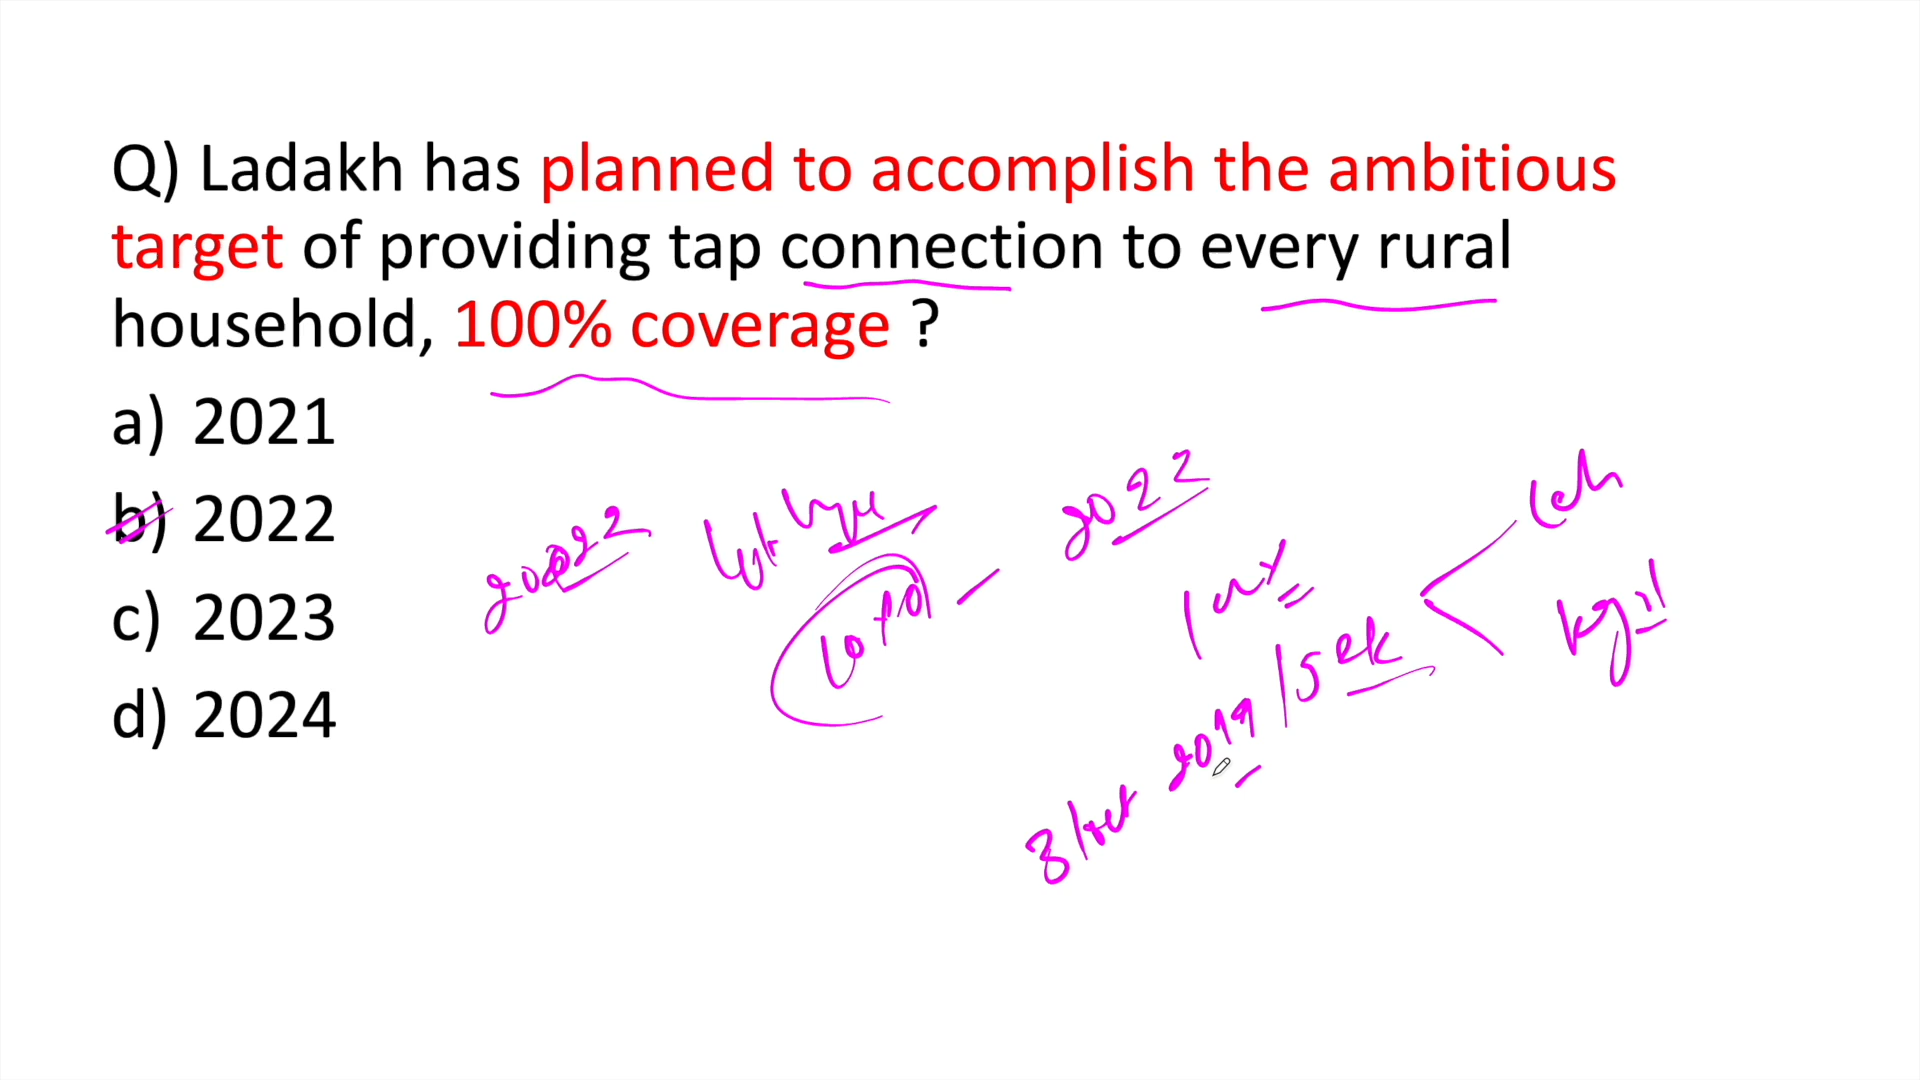 Q) Ladakh has planned to accomplish the ambitious
target of providing tap connection to every rural
household, 100% coverage ?
a) 2021
b) 2022
c) 2023
d) 2024
2022
2022
2019